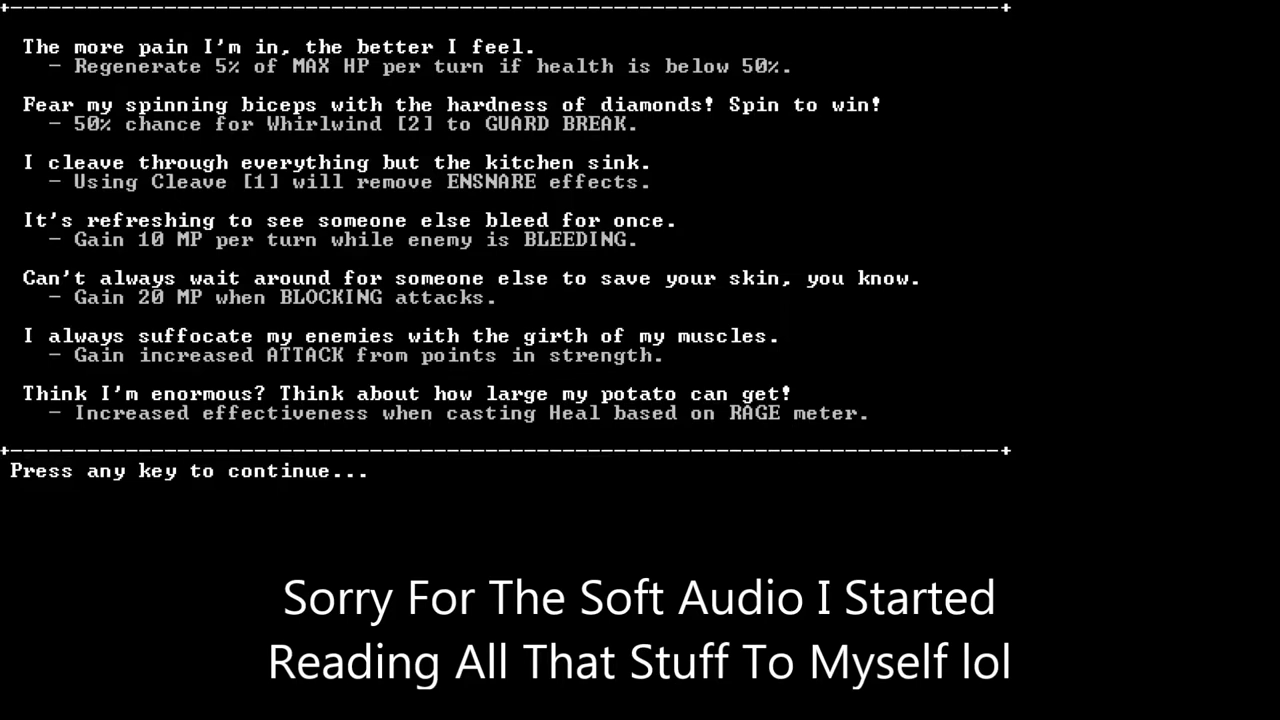 The more pain I'm in, the better I feel.
- Regenerate 5% of MAX HP per turn if health is below 50%.
Fear my spinning biceps with the hardness of diamonds! Spin to win!
- 50% chance for Whirlwind [2] to GUARD BREAK.
I cleave through everything but the kitchen sink.
- Using Cleave [1] will remove ENSNARE effects.
It's refreshing to see someone else bleed for once.
- Gain 10 MP per turn while enemy is BLEEDING.
Can't always wait around for someone else to save your skin, you know.
- Gain 20 MP when BLOCKING attacks.
I always suffocate my enemies with the girth of my muscles.
- Gain increased ATTACK from points in strength.
Think I'm enormous? Think about how large my potato can get!
- Increased effectiveness when casting Heal based on RAGE meter.
Press any key to continue...
Sorry For The Soft Audio I Started
Reading All That Stuff To Myself lol